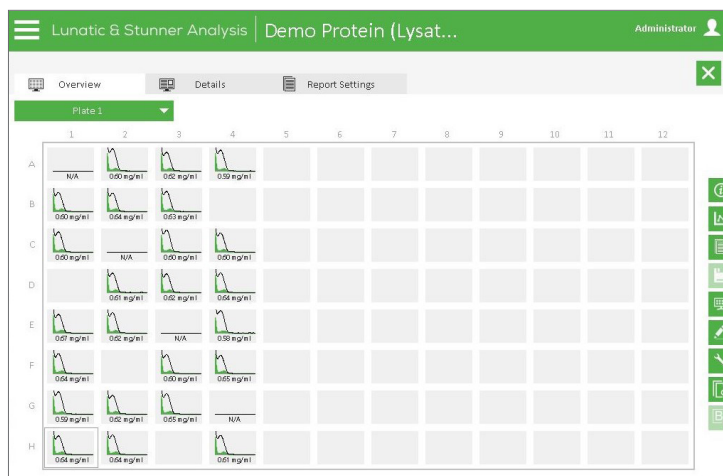 Lunatic & Stunner Analysis Demo Protein (Lysat... Administrator
Overview Details Report Settings
Plate 1
1 2 3 4 5 6 7 8 9 10 11 12
A
N/A 0.60 mg/ml 0.62 mg/ml 0.59 mg/ml
B
0.60 mg/ml 0.64 mg/ml 0.63 mg/ml
C
0.60 mg/ml N/A 0.60 mg/ml 0.60 mg/ml
D
0.61 mg/ml 0.62 mg/ml 0.64 mg/ml
E
0.67 mg/ml 0.62 mg/ml N/A 0.58 mg/ml
F
0.64 mg/ml 0.60 mg/ml 0.65 mg/ml
G
0.59 mg/ml 0.62 mg/ml 0.65 mg/ml N/A
H
0.64 mg/ml 0.64 mg/ml 0.61 mg/ml